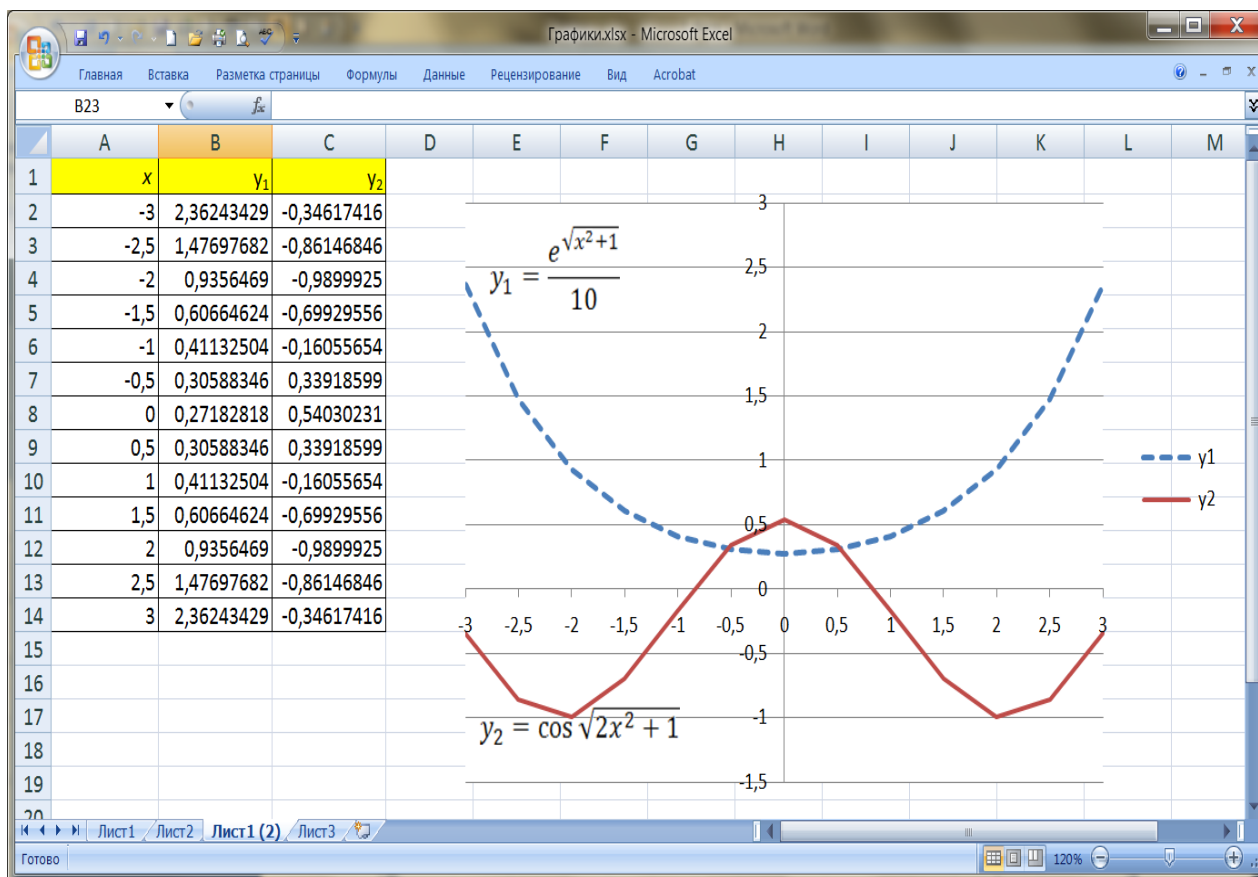 Графики.xlsx - Microsoft Excel
Главная Вставка Разметка страницы Формулы Данные Рецензирование Вид Acrobat
B23 fx
A B C D E F G H I J K L M
1 x y₁ y₂
2 -3 2,36243429 -0,34617416
3 -2,5 1,47697682 -0,86146846
4 -2 0,9356469 -0,9899925
5 -1,5 0,60664624 -0,69929556
6 -1 0,41132504 -0,16055654
7 -0,5 0,30588346 0,33918599
8 0 0,27182818 0,54030231
9 0,5 0,30588346 0,33918599
10 1 0,41132504 -0,16055654
11 1,5 0,60664624 -0,69929556
12 2 0,9356469 -0,9899925
13 2,5 1,47697682 -0,86146846
14 3 2,36243429 -0,34617416
15
16
17
18
19
20
3
y₁ = e^√(x²+1) / 10
2,5
2
1,5
1
0,5
0
-3 -2,5 -2 -1,5 -1 -0,5 0 0,5 1 1,5 2 2,5 3
-0,5
-1
y₂ = cos √(2x² + 1)
-1,5
y1
y2
Лист1 Лист2 Лист1 (2) Лист3
Готово 120%